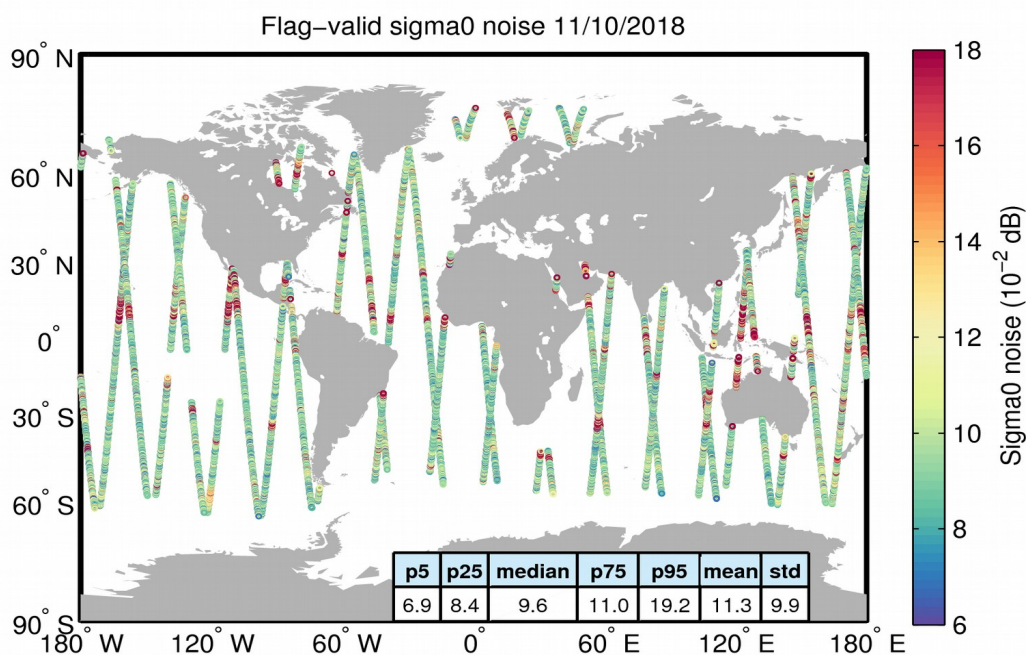 Flag−valid sigma0 noise 11/10/2018
90° N
60° N
30° N
0°
30° S
60° S
90° S
180° W
120° W
60° W
0°
60° E
120° E
180° E
18
16
14
12
10
8
6
Sigma0 noise (10⁻² dB)
p5 p25 median p75 p95 mean std
6.9 8.4 9.6 11.0 19.2 11.3 9.9